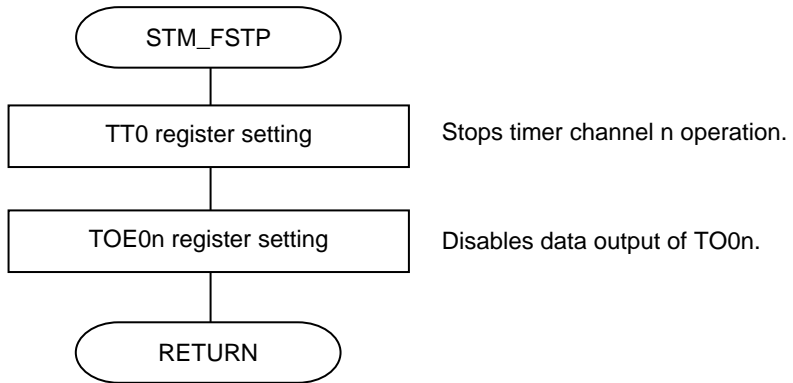 STM_FSTP
TT0 register setting
Stops timer channel n operation.
TOE0n register setting
Disables data output of TO0n.
RETURN